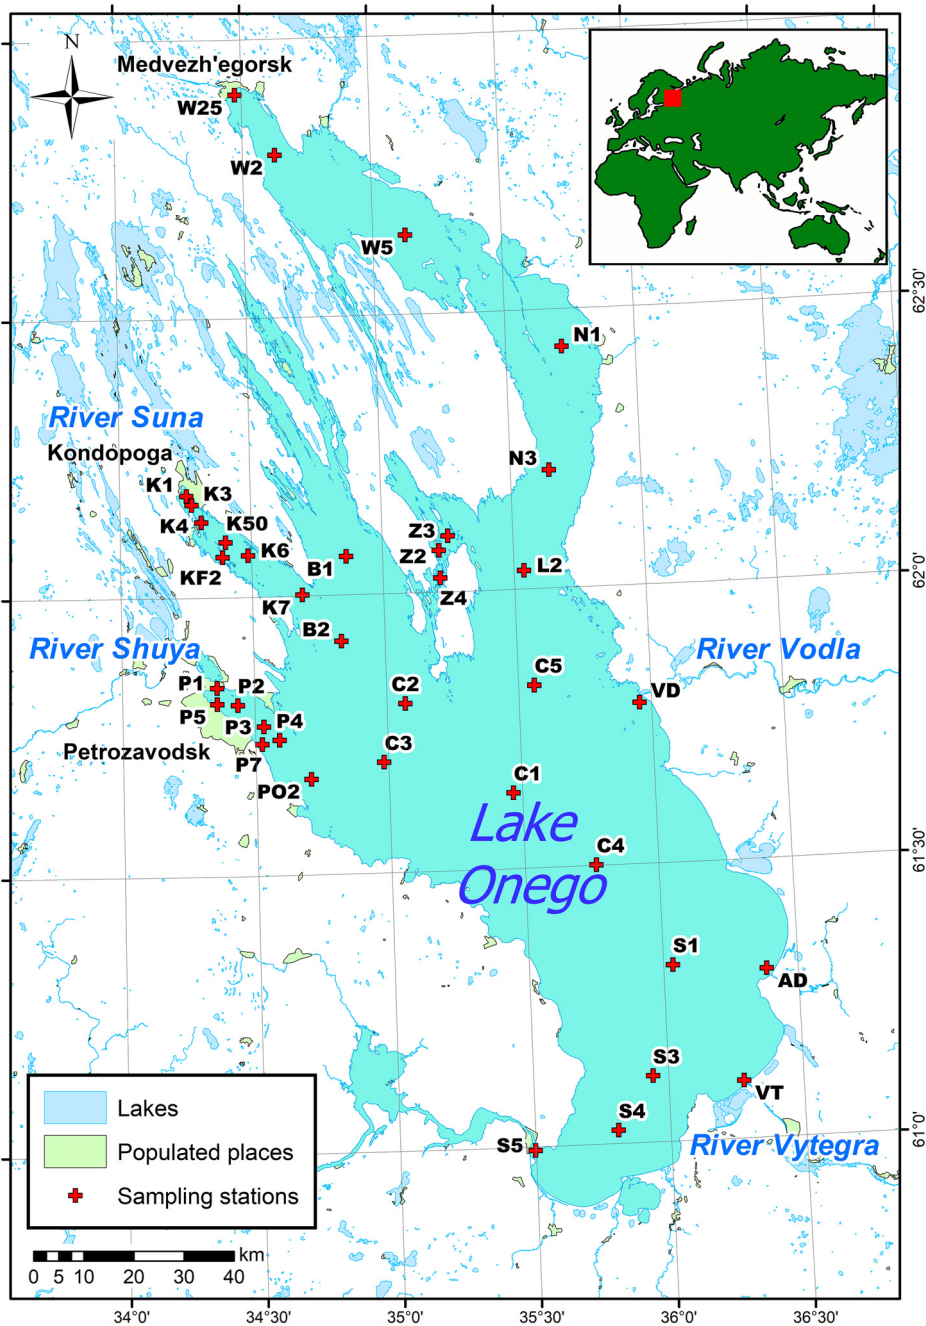 N
Medvezh'egorsk
W25
W2
W5
62°30'
N1
River Suna
Kondopoga
N3
K1
K3
K4
K50
Z3
K6
Z2
B1
L2
62°0'
KF2
Z4
K7
B2
River Shuya
River Vodla
C5
P1
P2
C2
VD
P5
P3
P4
C3
Petrozavodsk
P7
C1
PO2
Lake
Onego
C4
61°30'
S1
AD
S3
VT
Lakes
S4
61°0'
Populated places
S5
River Vytegra
Sampling stations
km
0 5 10 20 30 40
34°0' 34°30' 35°0' 35°30' 36°0' 36°30'